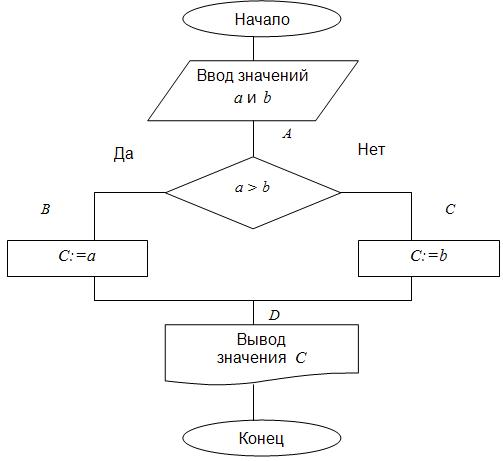 Начало
Ввод значений
a и b
A
Да
Нет
a > b
B
C
C:=a
C:=b
D
Вывод
значения C
Конец